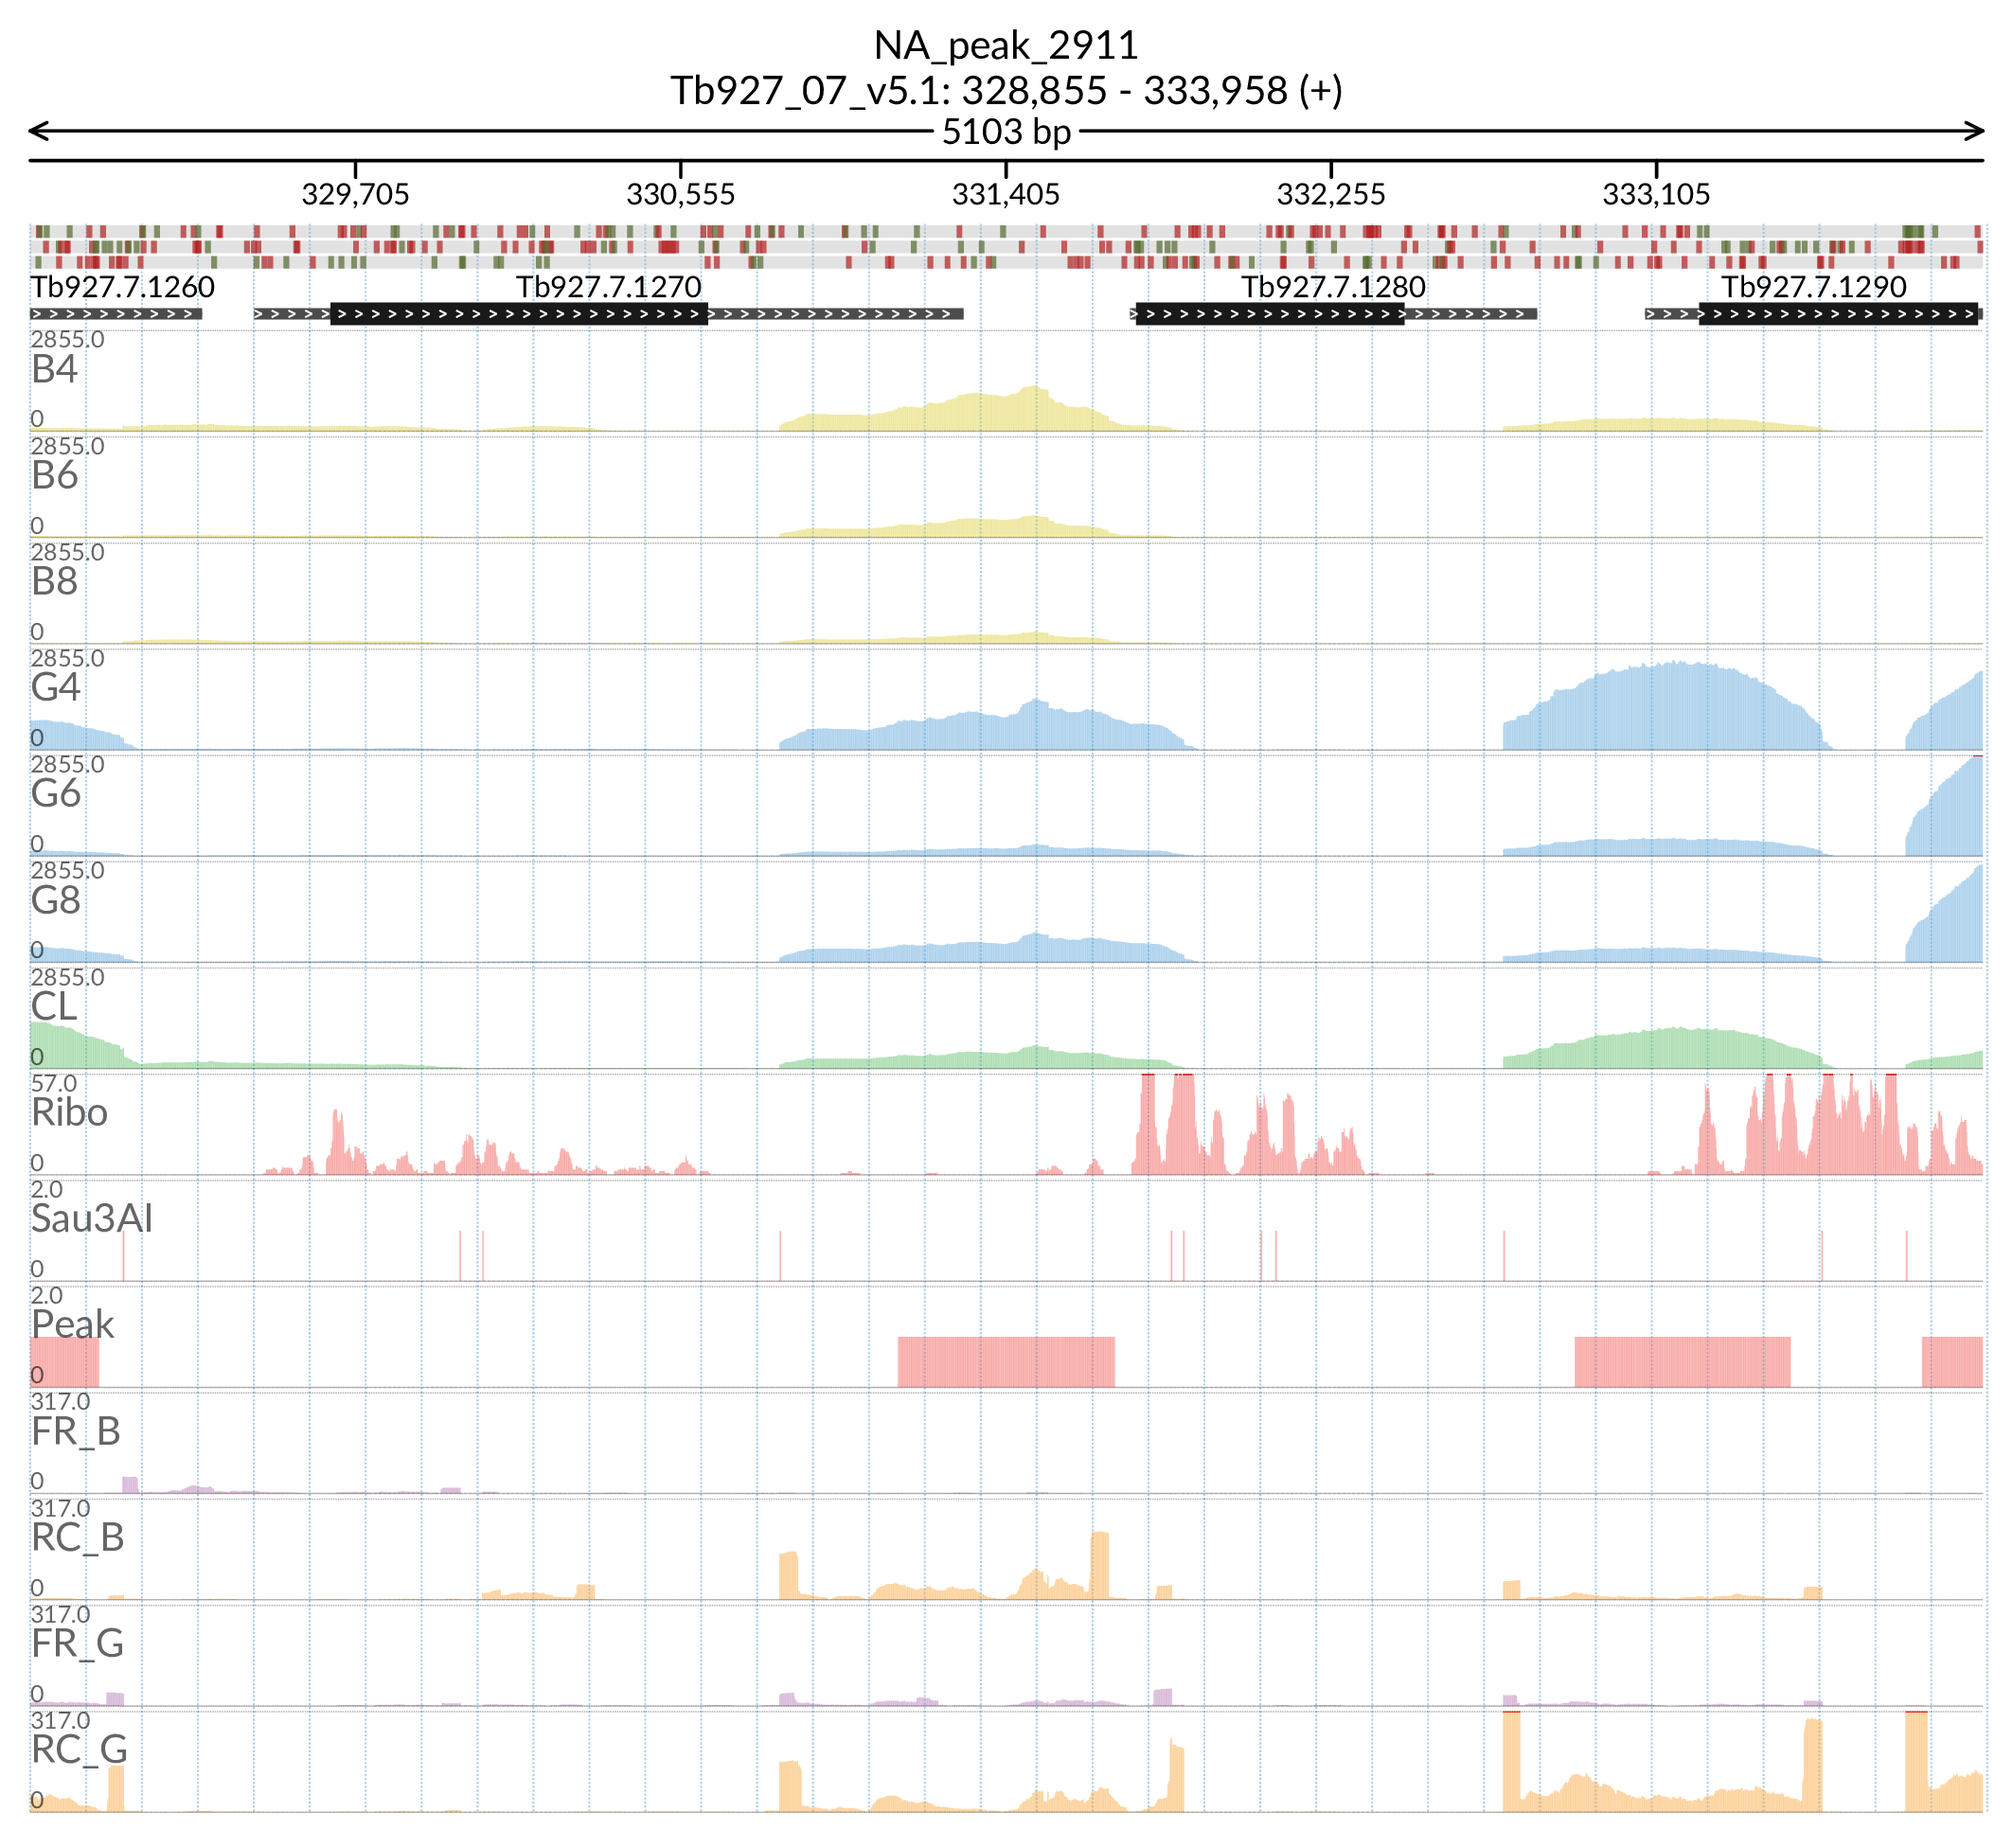 NA_peak_2911
Tb927_07_v5.1: 328,855 - 333,958 (+)
5103 bp
329,705 330,555 331,405 332,255 333,105
Tb927.7.1260 Tb927.7.1270 Tb927.7.1280 Tb927.7.1290
2855.0
B4
0
2855.0
B6
0
2855.0
B8
0
2855.0
G4
0
2855.0
G6
0
2855.0
G8
0
2855.0
CL
0
57.0
Ribo
0
2.0
Sau3AI
0
2.0
Peak
0
317.0
FR_B
0
317.0
RC_B
0
317.0
FR_G
0
317.0
RC_G
0